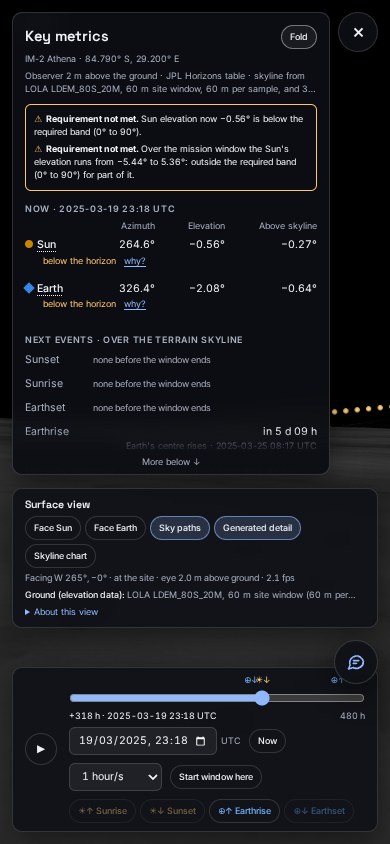 Key metrics
Fold
×
IM-2 Athena · 84.790° S, 29.200° E
Observer 2 m above the ground · JPL Horizons table · skyline from
LOLA LDEM_80S_20M, 60 m site window, 60 m per sample, and 3...
⚠ Requirement not met. Sun elevation now −0.56° is below the
required band (0° to 90°).
⚠ Requirement not met. Over the mission window the Sun's
elevation runs from −5.44° to 5.36°: outside the required band
(0° to 90°) for part of it.
NOW · 2025-03-19 23:18 UTC
Azimuth Elevation Above skyline
Sun 264.6° −0.56° −0.27°
below the horizon why?
Earth 326.4° −2.08° −0.64°
below the horizon why?
NEXT EVENTS · OVER THE TERRAIN SKYLINE
Sunset none before the window ends
Sunrise none before the window ends
Earthset none before the window ends
Earthrise in 5 d 09 h
Earth's centre rises · 2025-03-25 08:17 UTC
More below ↓
Surface view
Face Sun Face Earth Sky paths Generated detail
Skyline chart
Facing W 265°, −0° · at the site · eye 2.0 m above ground · 2.1 fps
Ground (elevation data): LOLA LDEM_80S_20M, 60 m site window (60 m per...
▸ About this view
⊕↓☀↓ ⊕↑
+318 h · 2025-03-19 23:18 UTC 480 h
19/03/2025, 23:18 UTC Now
1 hour/s Start window here
☀↑ Sunrise ☀↓ Sunset ⊕↑ Earthrise ⊕↓ Earthset